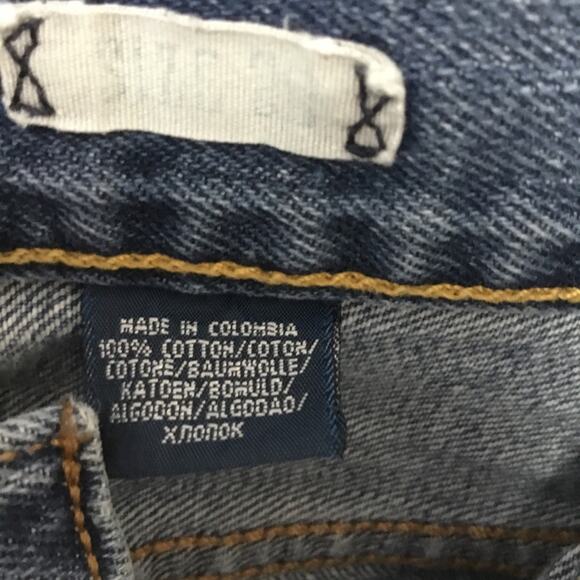 MADE IN COLOMBIA
100% COTTON/COTON/
COTONE/BAUMWOLLE/
KATOEN/BOMULD/
ALGODON/ALGODAO/
ХЛОПОК